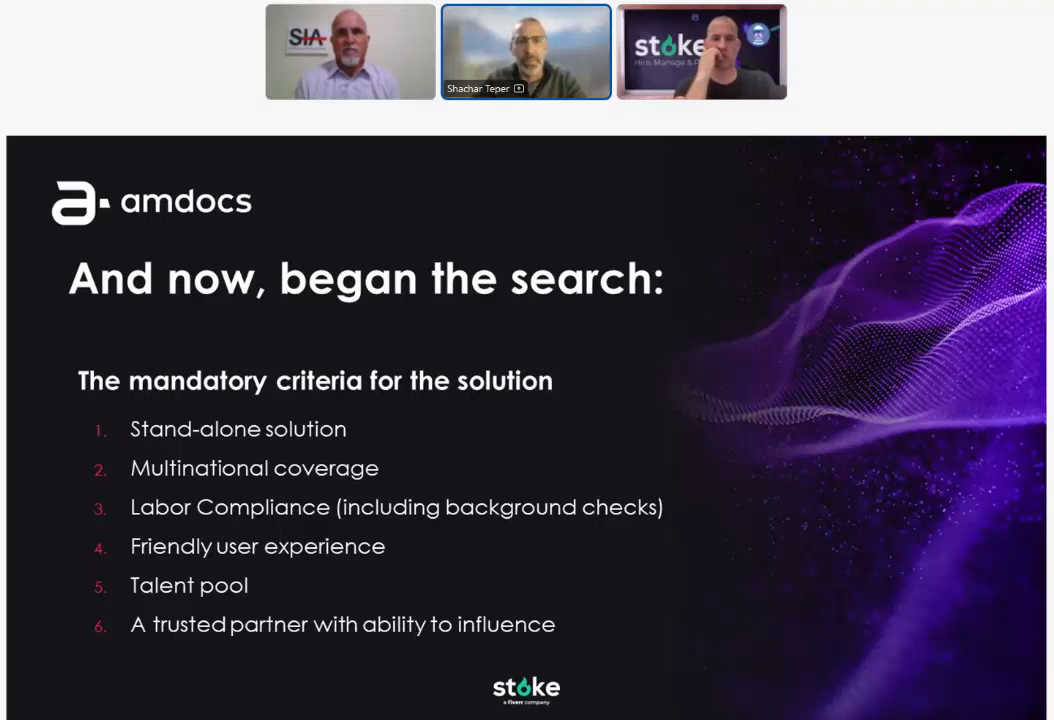 SIA
Shachar Teper
stoke
Hire, Manage & P
amdocs
And now, began the search:
The mandatory criteria for the solution
1. Stand-alone solution
2. Multinational coverage
3. Labor Compliance (including background checks)
4. Friendly user experience
5. Talent pool
6. A trusted partner with ability to influence
stoke
a fiverr company